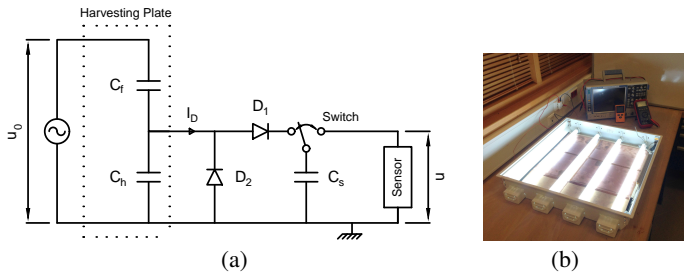 Harvesting Plate
u0
Cf
Ch
ID
D1
D2
Switch
Cs
Sensor
u
(a)
(b)